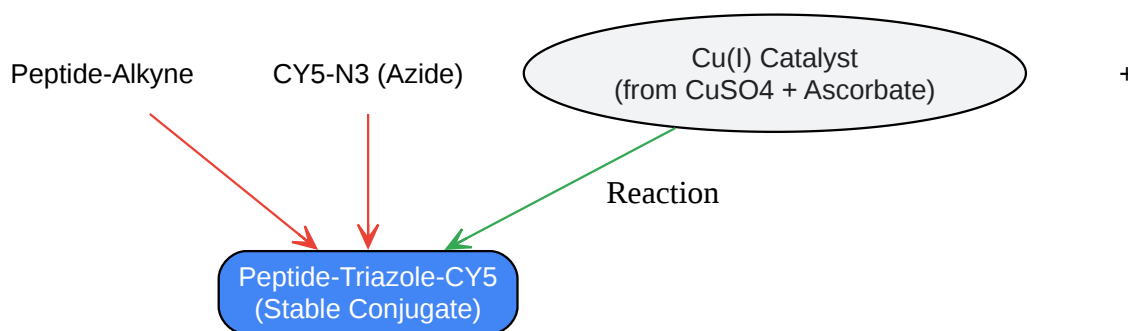 Peptide-Alkyne
CY5-N3 (Azide)
Cu(I) Catalyst
(from CuSO4 + Ascorbate)
+
Reaction
Peptide-Triazole-CY5
(Stable Conjugate)